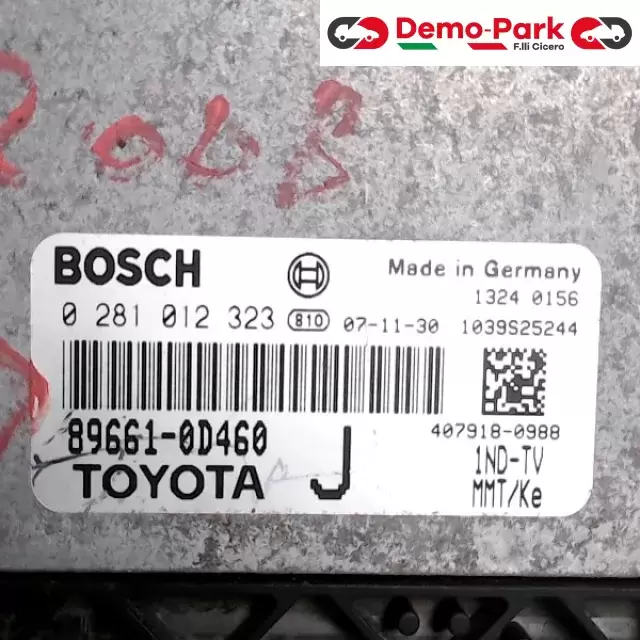 Demo-Park
F.lli Cicero
2008
BOSCH
Made in Germany
1324 0156
0 281 012 323 810 07-11-30 1039S25244
89661-0D460
407918-0988
TOYOTA
J
1ND-TV
MMT/Ke